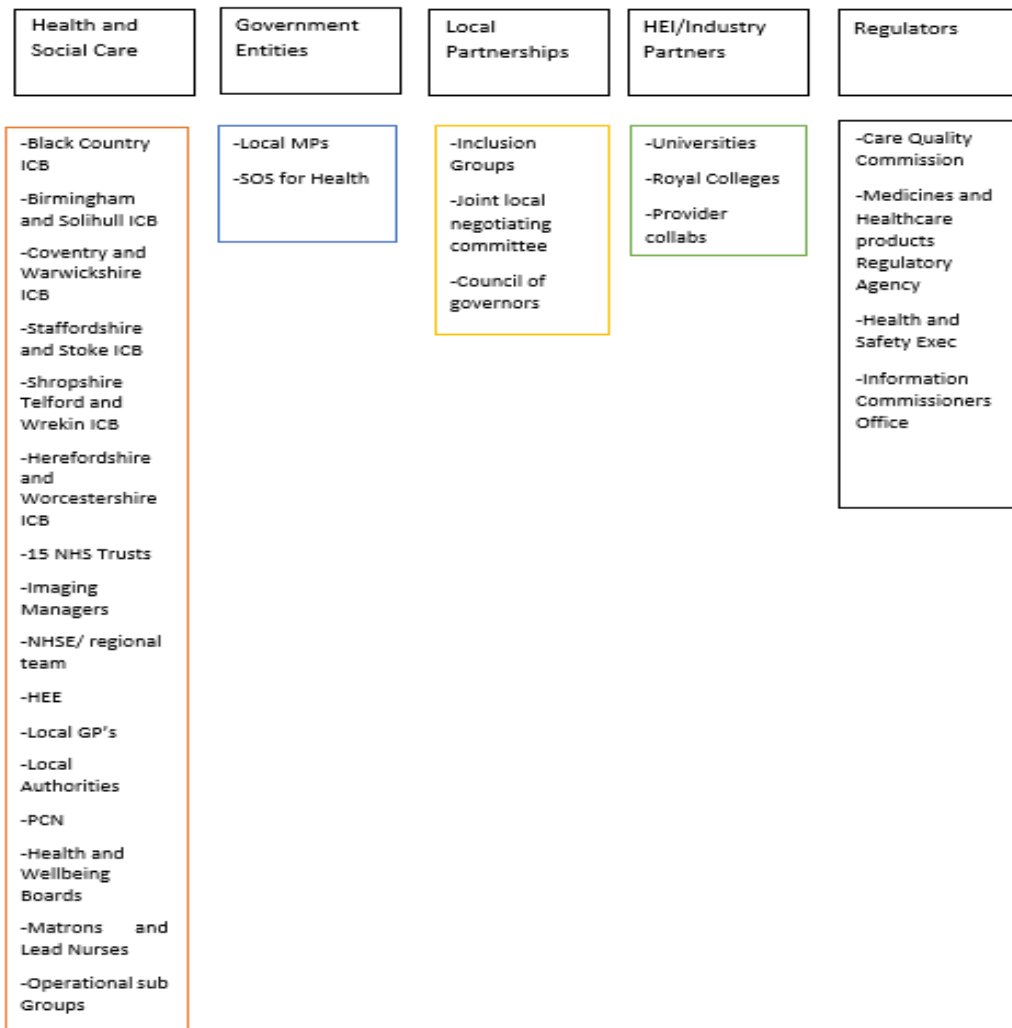 Health and
Social Care
Government
Entities
Local
Partnerships
HEI/Industry
Partners
Regulators
-Black Country
ICB
-Birmingham
and Solihull ICB
-Coventry and
Warwickshire
ICB
-Staffordshire
and Stoke ICB
-Shropshire
Telford and
Wrekin ICB
-Herefordshire
and
Worcestershire
ICB
-15 NHS Trusts
-Imaging
Managers
-NHSE/ regional
team
-HEE
-Local GP's
-Local
Authorities
-PCN
-Health and
Wellbeing
Boards
-Matrons and
Lead Nurses
-Operational sub
Groups
-Local MPs
-SOS for Health
-Inclusion
Groups
-Joint local
negotiating
committee
-Council of
governors
-Universities
-Royal Colleges
-Provider
collabs
-Care Quality
Commission
-Medicines and
Healthcare
products
Regulatory
Agency
-Health and
Safety Exec
-Information
Commissioners
Office